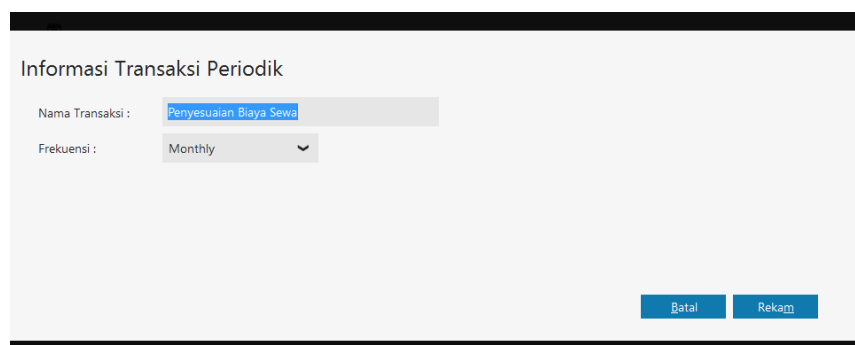 Informasi Transaksi Periodik
Nama Transaksi : Penyesuaian Biaya Sewa
Frekuensi : Monthly
Batal Rekam